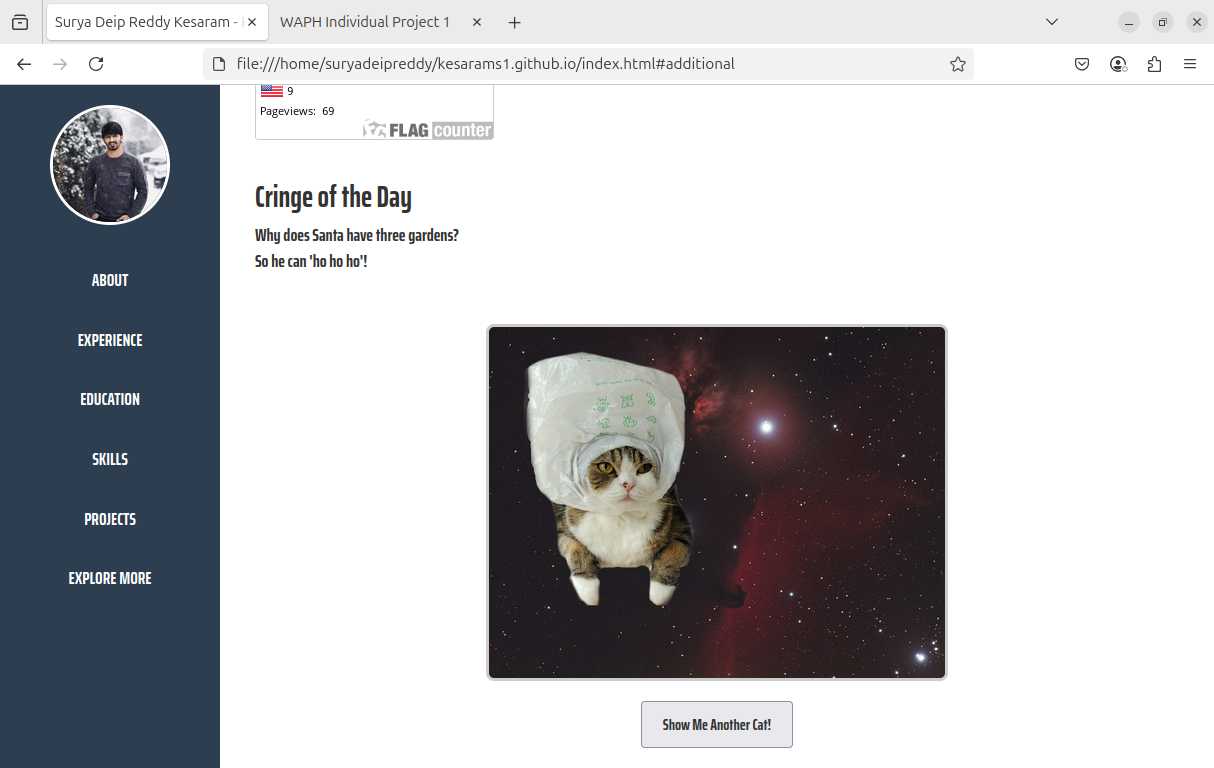 Surya Deip Reddy Kesaram -
WAPH Individual Project 1
file:///home/suryadeipreddy/kesarams1.github.io/index.html#additional
9
Pageviews: 69
FLAG counter
ABOUT
EXPERIENCE
EDUCATION
SKILLS
PROJECTS
EXPLORE MORE
Cringe of the Day
Why does Santa have three gardens?
So he can 'ho ho ho'!
Show Me Another Cat!